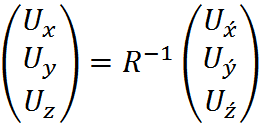 (U_x) = R^{-1} (U_x́)
(U_y) (U_ý)
(U_z) (U_ź)